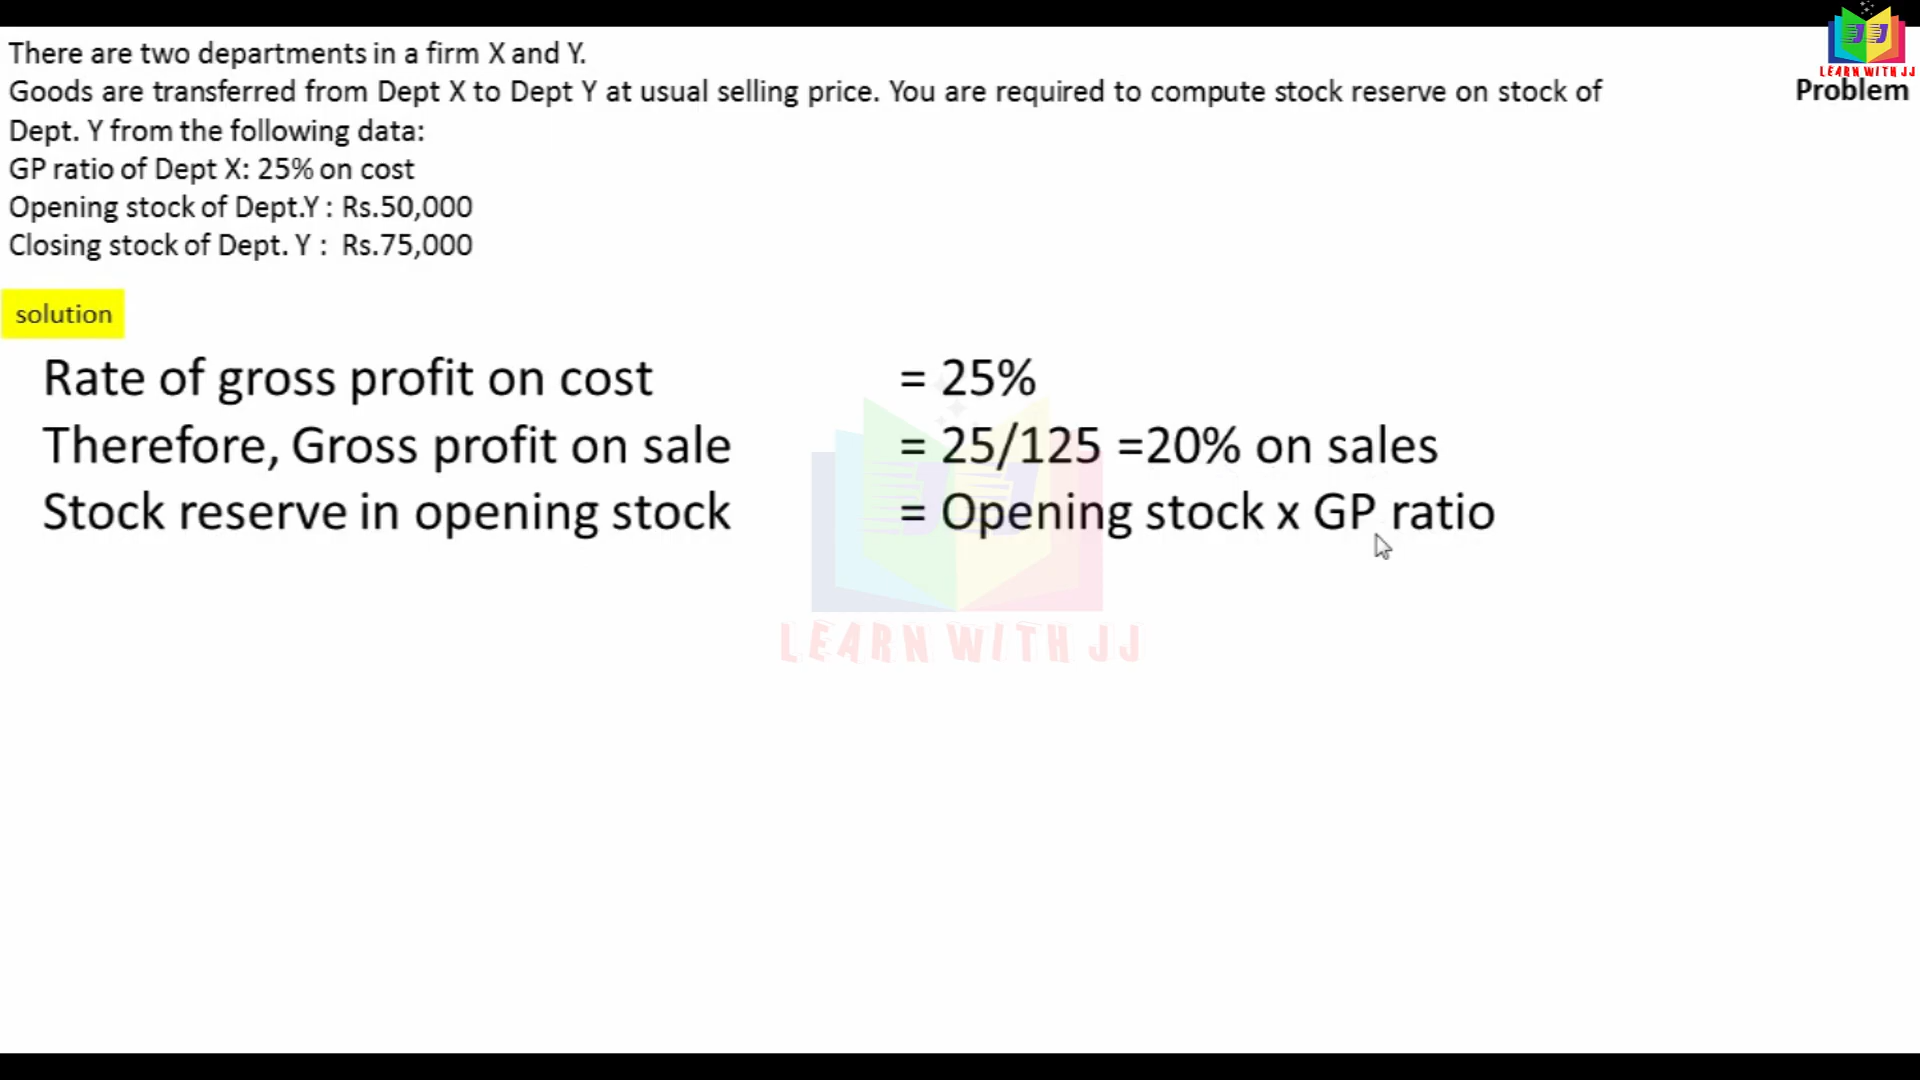 LEARN WITH JJ
There are two departments in a firm X and Y.
Problem
Goods are transferred from Dept X to Dept Y at usual selling price. You are required to compute stock reserve on stock of
Dept. Y from the following data:
GP ratio of Dept X: 25% on cost
Opening stock of Dept.Y : Rs.50,000
Closing stock of Dept. Y : Rs.75,000
solution
Rate of gross profit on cost = 25%
Therefore, Gross profit on sale = 25/125 =20% on sales
Stock reserve in opening stock = Opening stock x GP ratio
JJ
LEARN WITH JJ